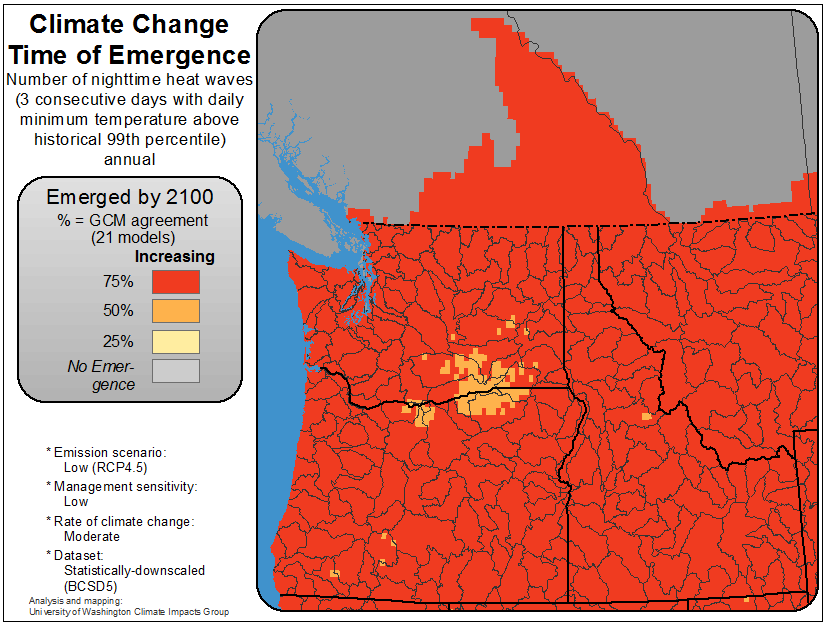 Climate Change
Time of Emergence
Number of nighttime heat waves
(3 consecutive days with daily
minimum temperature above
historical 99th percentile)
annual
Emerged by 2100
% = GCM agreement
(21 models)
Increasing
75%
50%
25%
No Emer-
gence
* Emission scenario:
Low (RCP4.5)
* Management sensitivity:
Low
* Rate of climate change:
Moderate
* Dataset:
Statistically-downscaled
(BCSD5)
Analysis and mapping:
University of Washington Climate Impacts Group